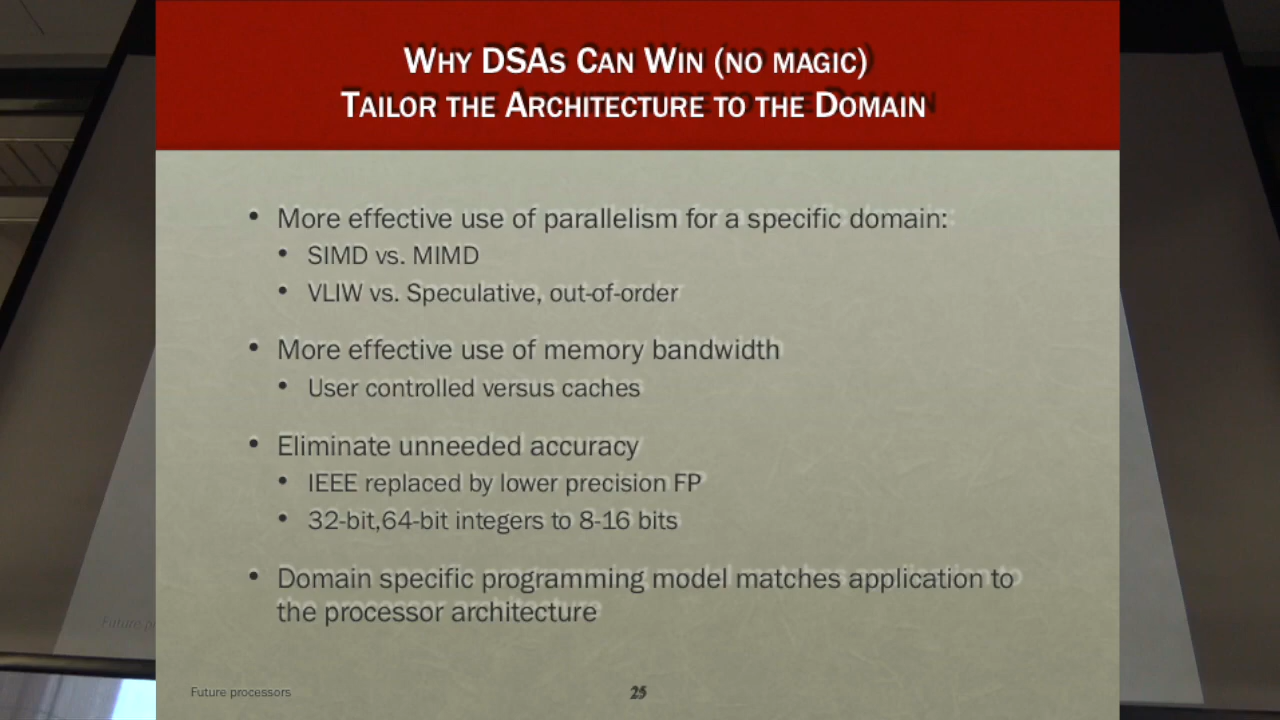 WHY DSAS CAN WIN (NO MAGIC)
TAILOR THE ARCHITECTURE TO THE DOMAIN
• More effective use of parallelism for a specific domain:
• SIMD vs. MIMD
• VLIW vs. Speculative, out-of-order
• More effective use of memory bandwidth
• User controlled versus caches
• Eliminate unneeded accuracy
• IEEE replaced by lower precision FP
• 32-bit,64-bit integers to 8-16 bits
• Domain specific programming model matches application to
the processor architecture
Future processors